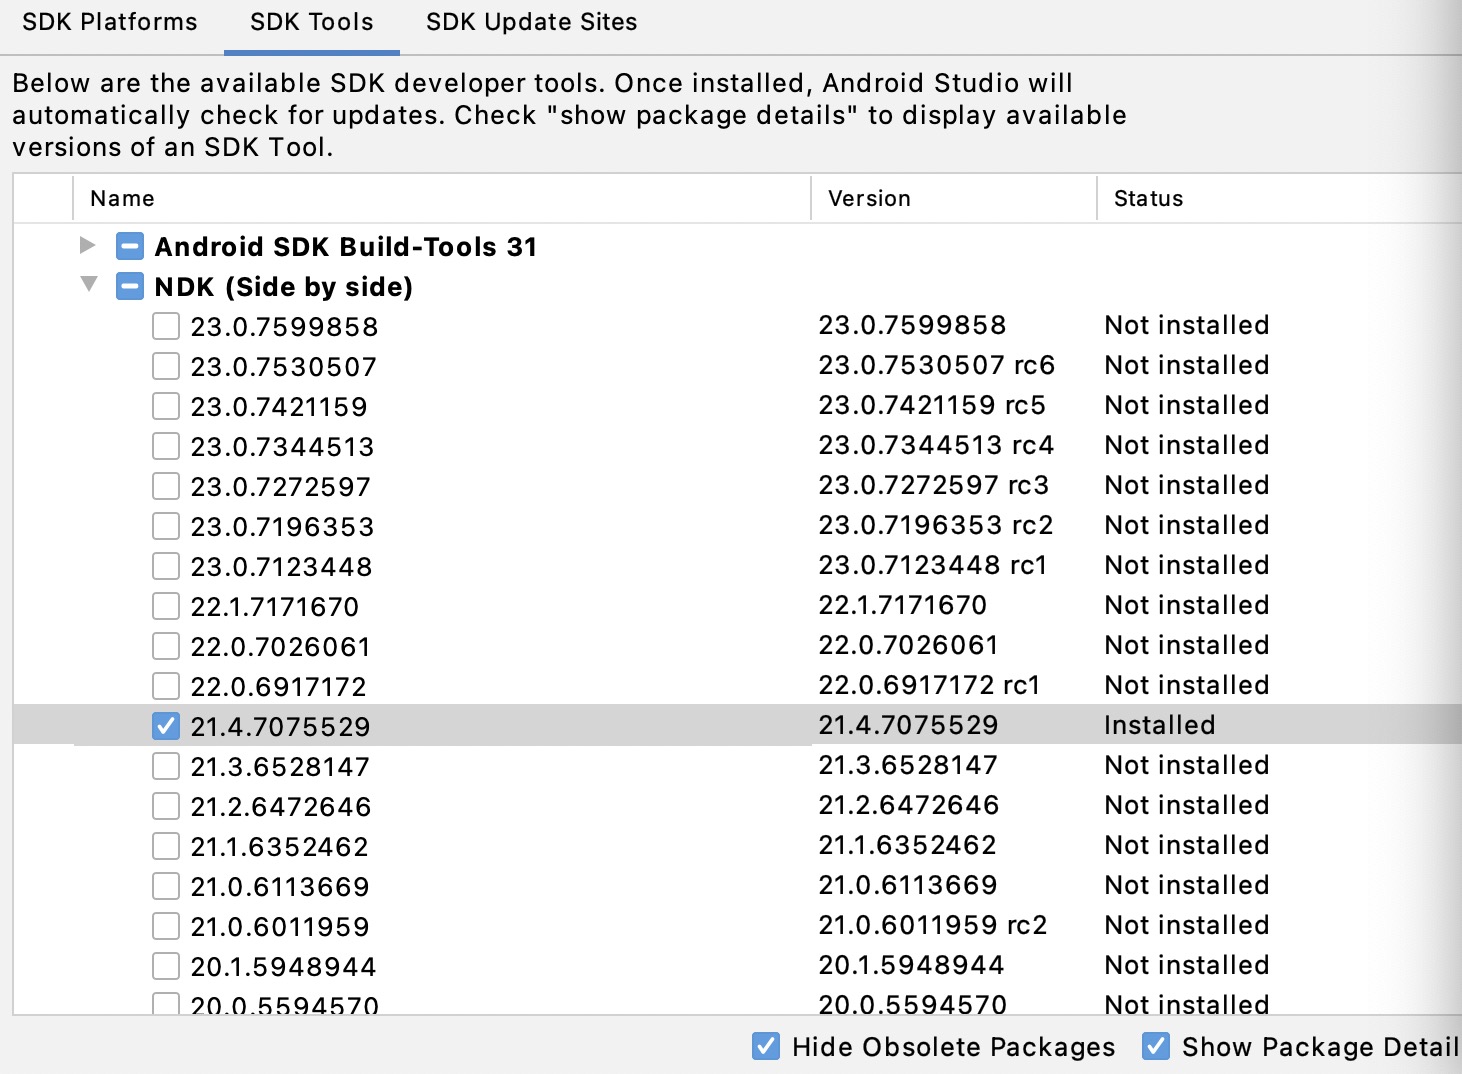 SDK Platforms SDK Tools SDK Update Sites
Below are the available SDK developer tools. Once installed, Android Studio will
automatically check for updates. Check "show package details" to display available
versions of an SDK Tool.
Name Version Status
Android SDK Build-Tools 31
NDK (Side by side)
23.0.7599858 23.0.7599858 Not installed
23.0.7530507 23.0.7530507 rc6 Not installed
23.0.7421159 23.0.7421159 rc5 Not installed
23.0.7344513 23.0.7344513 rc4 Not installed
23.0.7272597 23.0.7272597 rc3 Not installed
23.0.7196353 23.0.7196353 rc2 Not installed
23.0.7123448 23.0.7123448 rc1 Not installed
22.1.7171670 22.1.7171670 Not installed
22.0.7026061 22.0.7026061 Not installed
22.0.6917172 22.0.6917172 rc1 Not installed
21.4.7075529 21.4.7075529 Installed
21.3.6528147 21.3.6528147 Not installed
21.2.6472646 21.2.6472646 Not installed
21.1.6352462 21.1.6352462 Not installed
21.0.6113669 21.0.6113669 Not installed
21.0.6011959 21.0.6011959 rc2 Not installed
20.1.5948944 20.1.5948944 Not installed
20.0.5594570 20.0.5594570 Not installed
Hide Obsolete Packages Show Package Detail